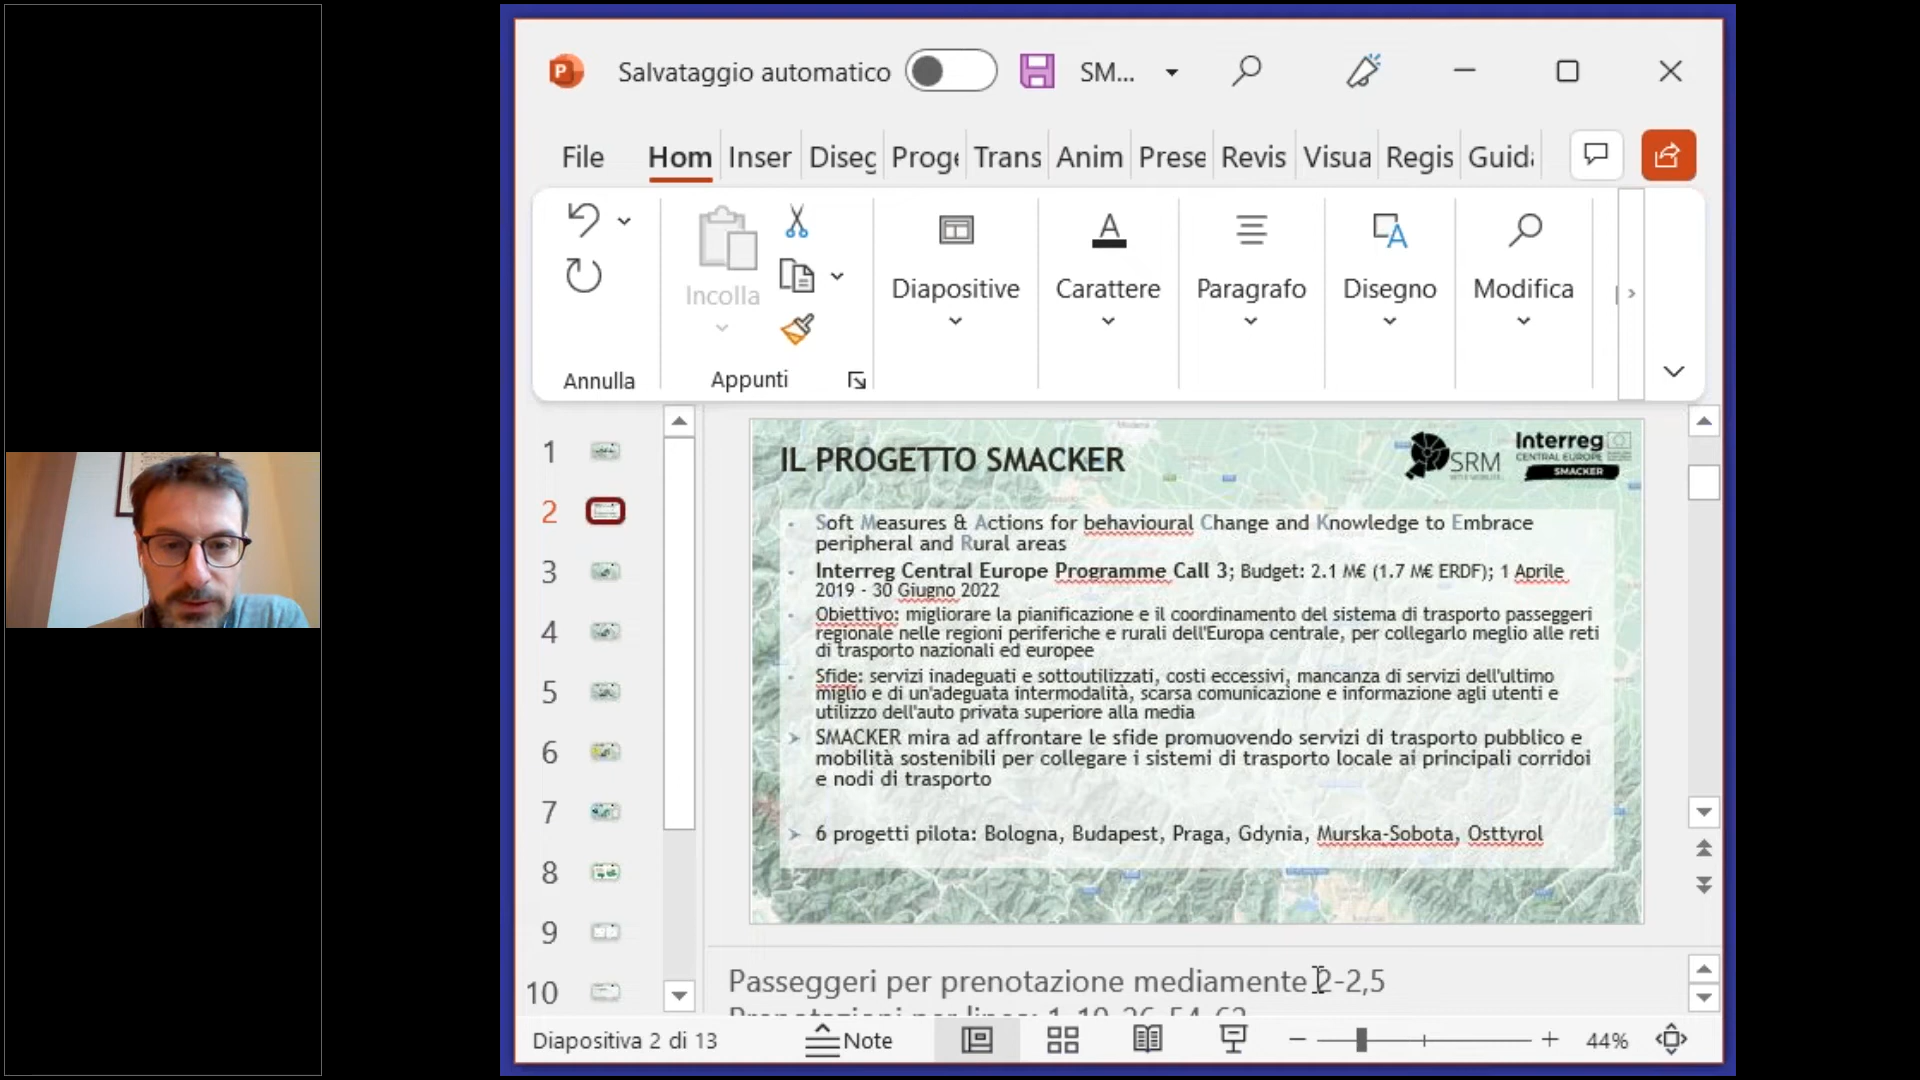 Salvataggio automatico
SM...
File
Hom
Inser
Disec
Proge
Trans
Anim
Prese
Revis
Visua
Regis
Guida
Incolla
Diapositive
Carattere
Paragrafo
Disegno
Modifica
Annulla
Appunti
1
2
3
4
5
6
7
8
9
10
IL PROGETTO SMACKER
SRM
Interreg
CENTRAL EUROPE
SMACKER
Soft Measures & Actions for behavioural Change and Knowledge to Embrace
peripheral and Rural areas
Interreg Central Europe Programme Call 3; Budget: 2.1 M€ (1.7 M€ ERDF); 1 Aprile
2019 - 30 Giugno 2022
Obiettivo: migliorare la pianificazione e il coordinamento del sistema di trasporto passeggeri
regionale nelle regioni periferiche e rurali dell'Europa centrale, per collegarlo meglio alle reti
di trasporto nazionali ed europee
Sfide: servizi inadeguati e sottoutilizzati, costi eccessivi, mancanza di servizi dell'ultimo
miglio e di un'adeguata intermodalità, scarsa comunicazione e informazione agli utenti e
utilizzo dell'auto privata superiore alla media
SMACKER mira ad affrontare le sfide promuovendo servizi di trasporto pubblico e
mobilità sostenibili per collegare i sistemi di trasporto locale ai principali corridoi
e nodi di trasporto
6 progetti pilota: Bologna, Budapest, Praga, Gdynia, Murska-Sobota, Osttyrol
Passeggeri per prenotazione mediamente 2-2,5
Diapositiva 2 di 13
Note
44%